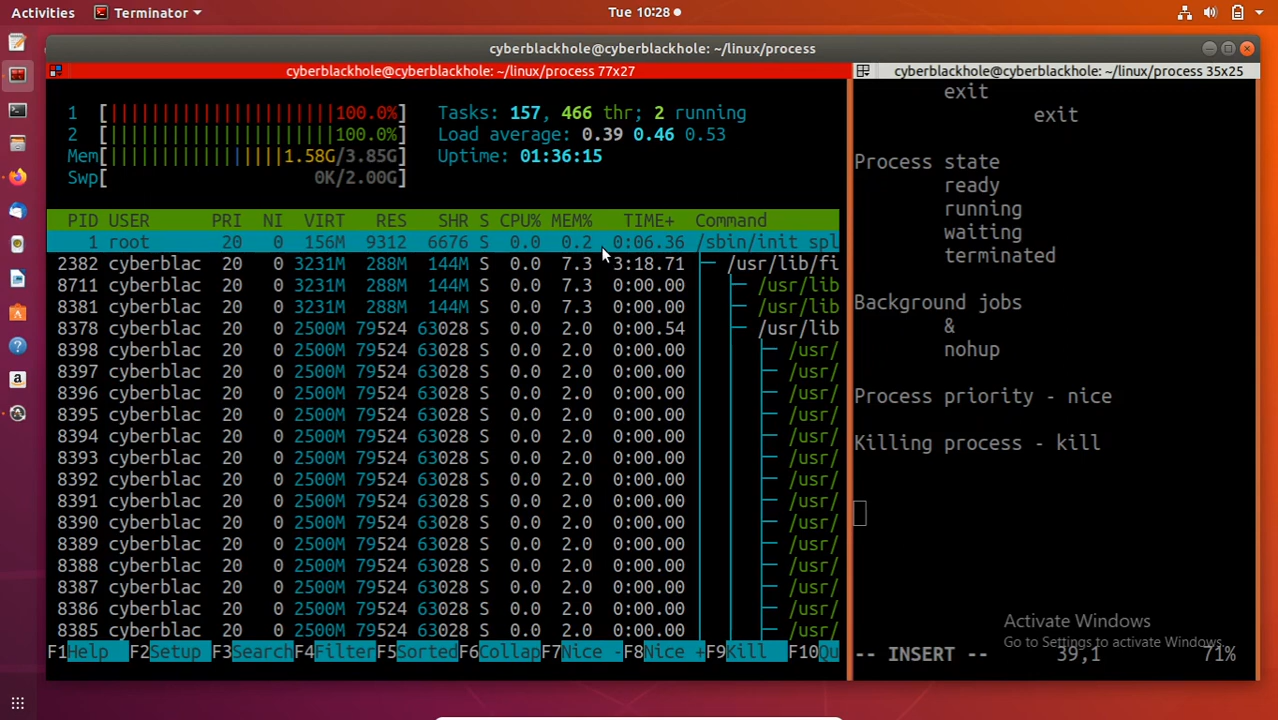 Activities Terminator Tue 10:28
cyberblackhole@cyberblackhole: ~/linux/process
cyberblackhole@cyberblackhole: ~/linux/process 77x27
1 [||||||||||||||||||||||100.0%]
2 [||||||||||||||||||||||100.0%]
Mem[|||||||||||||||||1.58G/3.85G]
Swp[ 0K/2.00G]
Tasks: 157, 466 thr; 2 running
Load average: 0.39 0.46 0.53
Uptime: 01:36:15
PID USER PRI NI VIRT RES SHR S CPU% MEM% TIME+ Command
1 root 20 0 156M 9312 6676 S 0.0 0.2 0:06.36 /sbin/init spl
2382 cyberblac 20 0 3231M 288M 144M S 0.0 7.3 3:18.71 /usr/lib/fi
8711 cyberblac 20 0 3231M 288M 144M S 0.0 7.3 0:00.00 /usr/lib
8381 cyberblac 20 0 3231M 288M 144M S 0.0 7.3 0:00.00 /usr/lib
8378 cyberblac 20 0 2500M 79524 63028 S 0.0 2.0 0:00.54 /usr/lib
8398 cyberblac 20 0 2500M 79524 63028 S 0.0 2.0 0:00.00 /usr/
8397 cyberblac 20 0 2500M 79524 63028 S 0.0 2.0 0:00.00 /usr/
8396 cyberblac 20 0 2500M 79524 63028 S 0.0 2.0 0:00.00 /usr/
8395 cyberblac 20 0 2500M 79524 63028 S 0.0 2.0 0:00.00 /usr/
8394 cyberblac 20 0 2500M 79524 63028 S 0.0 2.0 0:00.00 /usr/
8393 cyberblac 20 0 2500M 79524 63028 S 0.0 2.0 0:00.00 /usr/
8392 cyberblac 20 0 2500M 79524 63028 S 0.0 2.0 0:00.00 /usr/
8391 cyberblac 20 0 2500M 79524 63028 S 0.0 2.0 0:00.00 /usr/
8390 cyberblac 20 0 2500M 79524 63028 S 0.0 2.0 0:00.00 /usr/
8389 cyberblac 20 0 2500M 79524 63028 S 0.0 2.0 0:00.00 /usr/
8388 cyberblac 20 0 2500M 79524 63028 S 0.0 2.0 0:00.00 /usr/
8387 cyberblac 20 0 2500M 79524 63028 S 0.0 2.0 0:00.00 /usr/
8386 cyberblac 20 0 2500M 79524 63028 S 0.0 2.0 0:00.00 /usr/
8385 cyberblac 20 0 2500M 79524 63028 S 0.0 2.0 0:00.00 /usr/
F1Help F2Setup F3SearchF4FilterF5SortedF6CollapF7Nice -F8Nice +F9Kill F10Qu
cyberblackhole@cyberblackhole: ~/linux/process 35x25
exit
exit
Process state
ready
running
waiting
terminated
Background jobs
&
nohup
Process priority - nice
Killing process - kill
Activate Windows
Go to Settings to activate Windows.
-- INSERT -- 39,1 71%